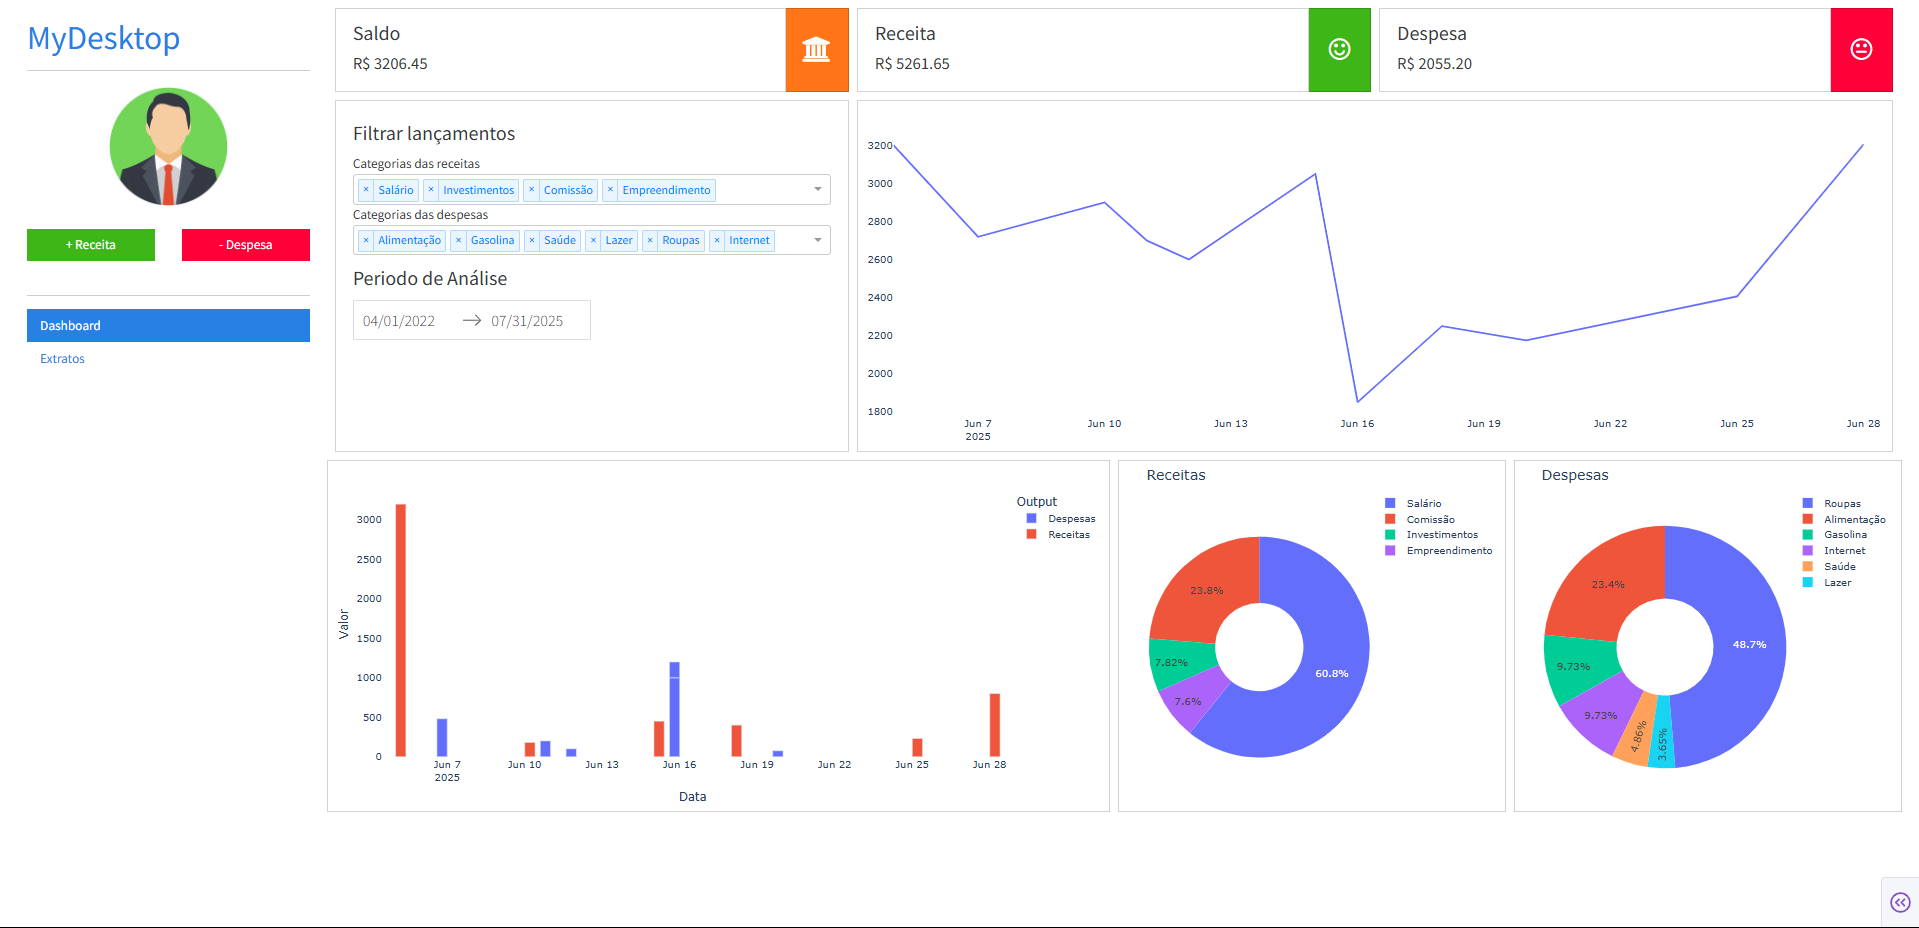 MyDesktop
+ Receita
- Despesa
Dashboard
Extratos
Saldo
R$ 3206.45
Receita
R$ 5261.65
Despesa
R$ 2055.20
Filtrar lançamentos
Categorias das receitas
× Salário × Investimentos × Comissão × Empreendimento
Categorias das despesas
× Alimentação × Gasolina × Saúde × Lazer × Roupas × Internet
Periodo de Análise
04/01/2022 → 07/31/2025
3200
3000
2800
2600
2400
2200
2000
1800
Jun 7 Jun 10 Jun 13 Jun 16 Jun 19 Jun 22 Jun 25 Jun 28
2025
Output
Despesas
Receitas
Valor
3000
2500
2000
1500
1000
500
0
Jun 7 Jun 10 Jun 13 Jun 16 Jun 19 Jun 22 Jun 25 Jun 28
2025
Data
Receitas
Salário
Comissão
Investimentos
Empreendimento
23.8%
7.82%
7.6%
60.8%
Despesas
Roupas
Alimentação
Gasolina
Internet
Saúde
Lazer
23.4%
9.73%
9.73%
4.86%
3.65%
48.7%